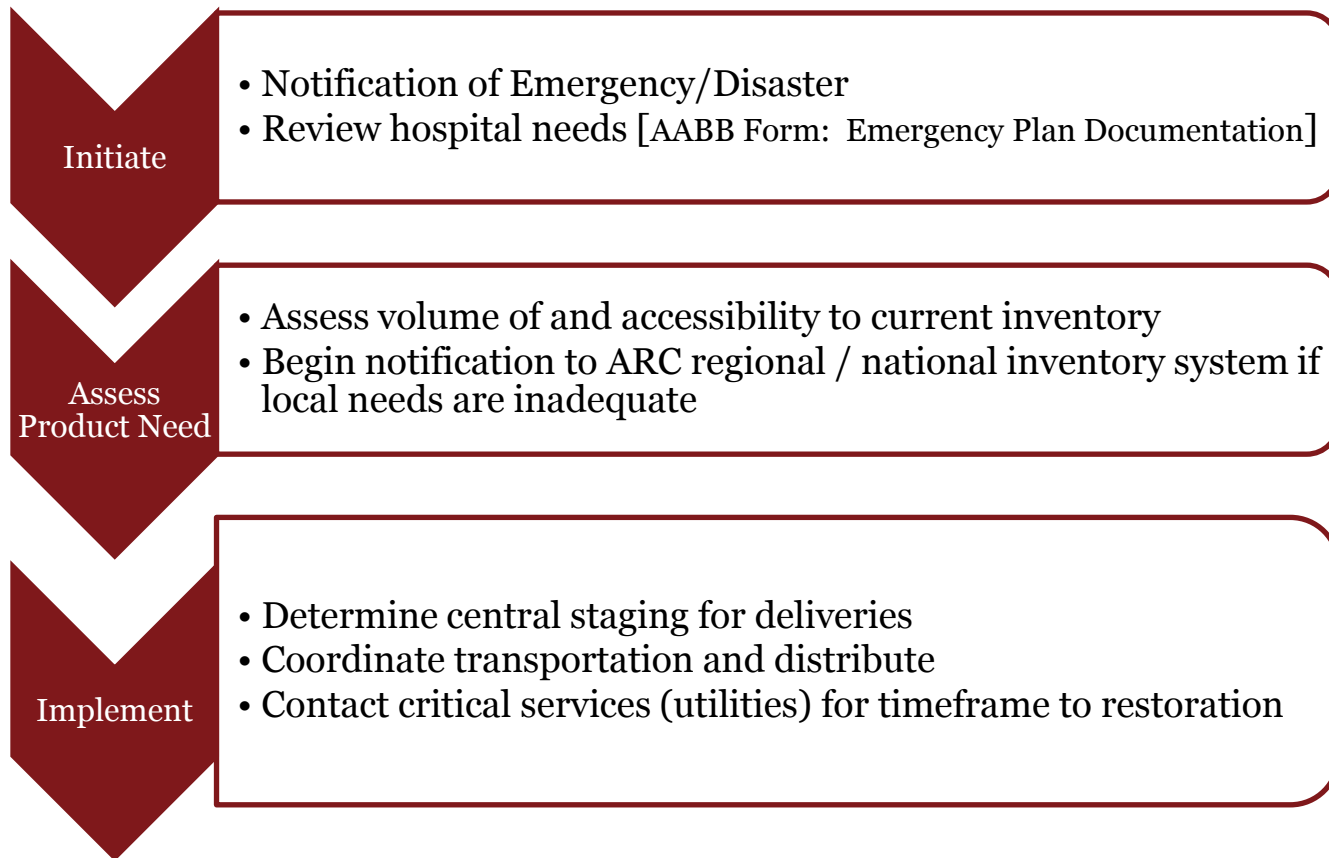 Initiate
• Notification of Emergency/Disaster
• Review hospital needs [AABB Form:  Emergency Plan Documentation]
Assess
Product Need
• Assess volume of and accessibility to current inventory
• Begin notification to ARC regional / national inventory system if
local needs are inadequate
Implement
• Determine central staging for deliveries
• Coordinate transportation and distribute
• Contact critical services (utilities) for timeframe to restoration